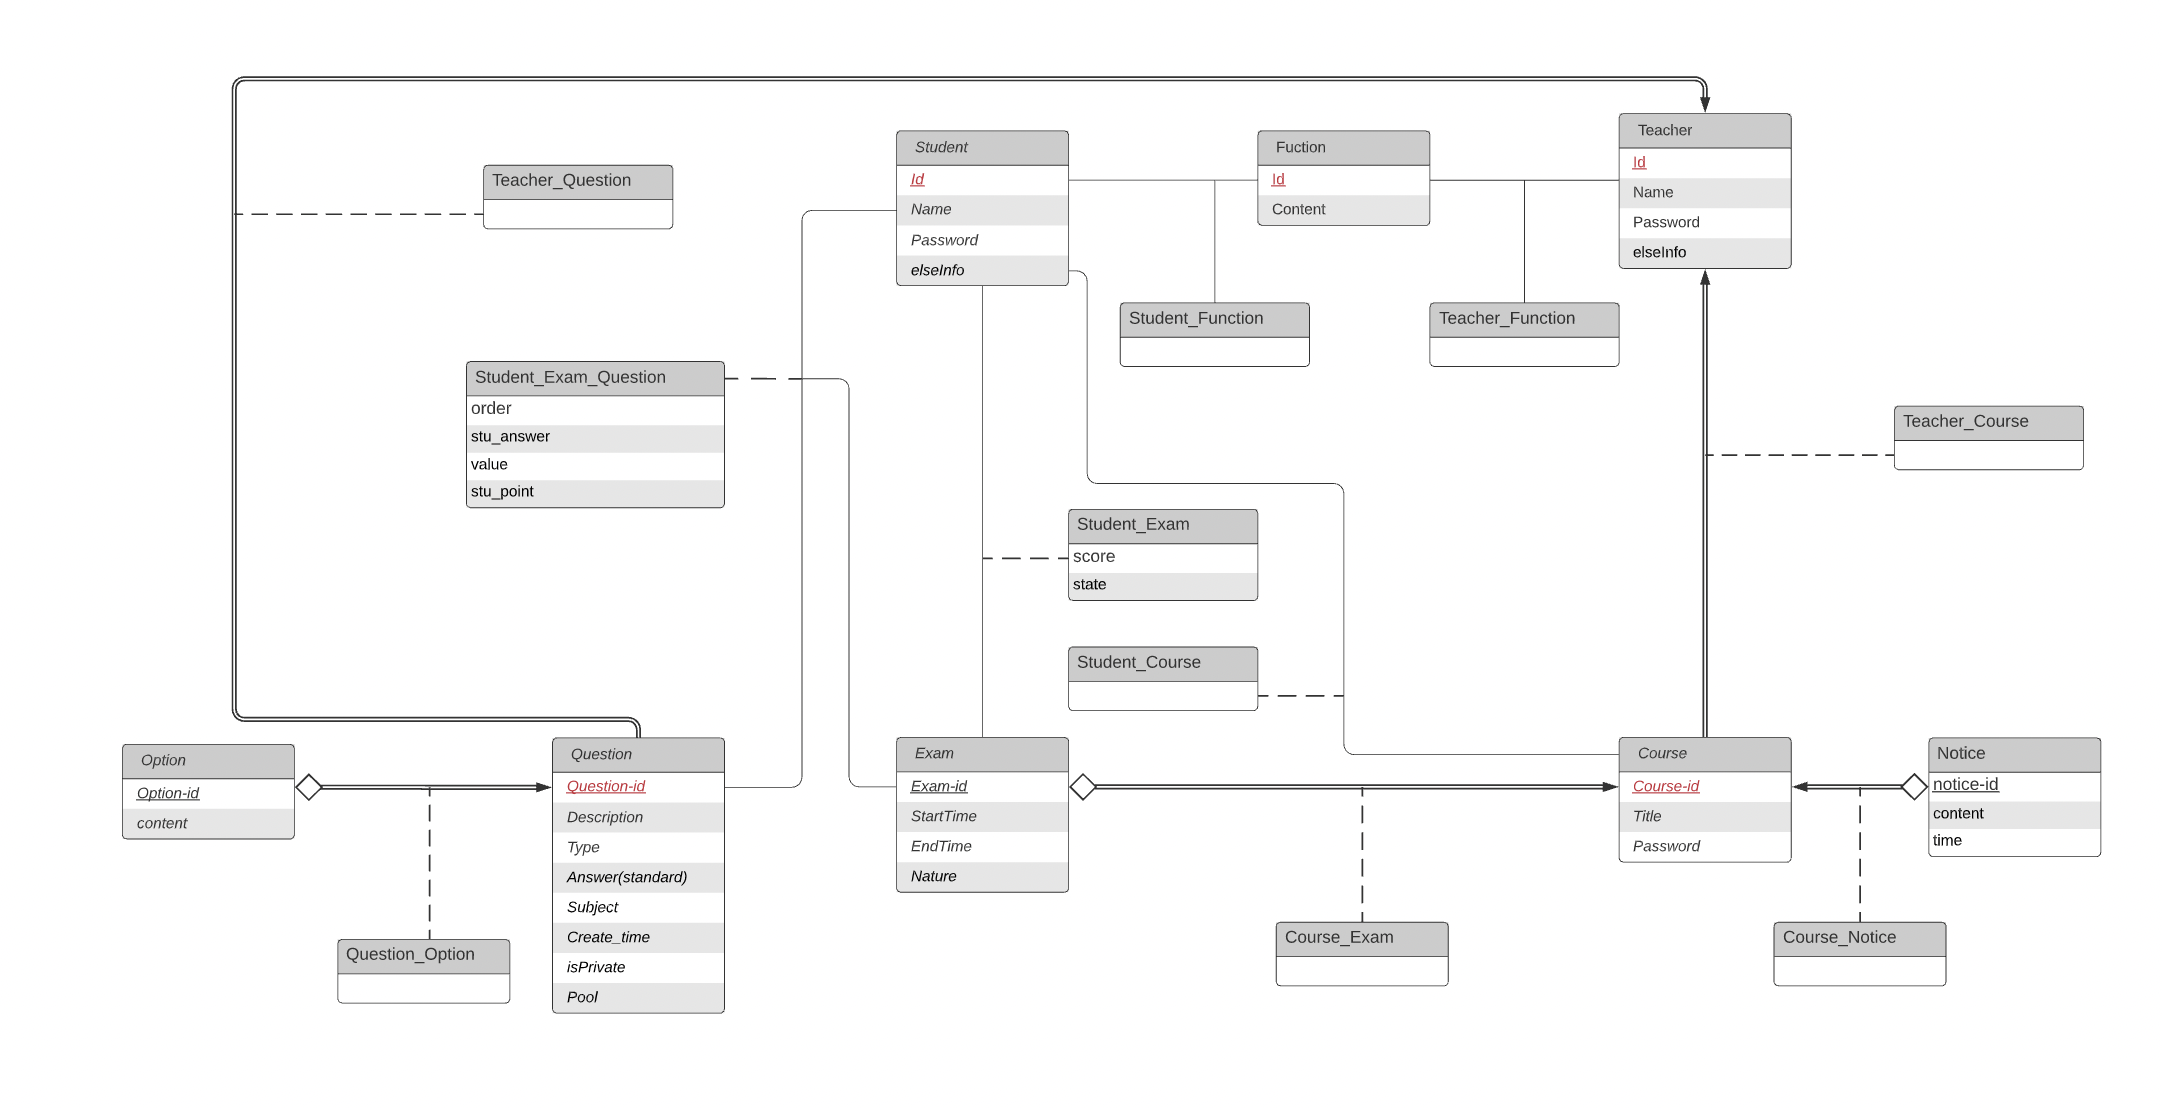 Teacher
Id
Name
Password
elseInfo
Student
Id
Name
Password
elseInfo
Fuction
Id
Content
Teacher_Question
Student_Function
Teacher_Function
Student_Exam_Question
order
stu_answer
value
stu_point
Teacher_Course
Student_Exam
score
state
Student_Course
Option
Option-id
content
Question
Question-id
Description
Type
Answer(standard)
Subject
Create_time
isPrivate
Pool
Exam
Exam-id
StartTime
EndTime
Nature
Course
Course-id
Title
Password
Notice
notice-id
content
time
Question_Option
Course_Exam
Course_Notice